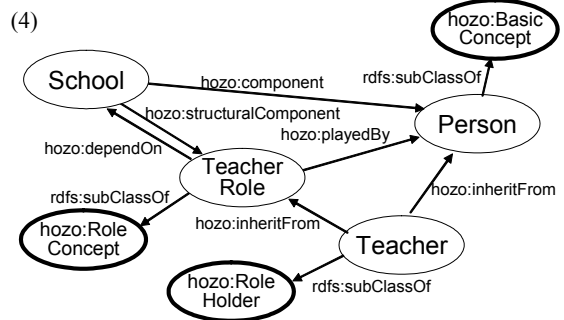 (4)
hozo:Basic
Concept
School
hozo:component
rdfs:subClassOf
hozo:structuralComponent
Person
hozo:playedBy
hozo:dependOn
Teacher
Role
rdfs:subClassOf
hozo:inheritFrom
hozo:Role
Concept
hozo:inheritFrom
Teacher
hozo:Role
Holder
rdfs:subClassOf